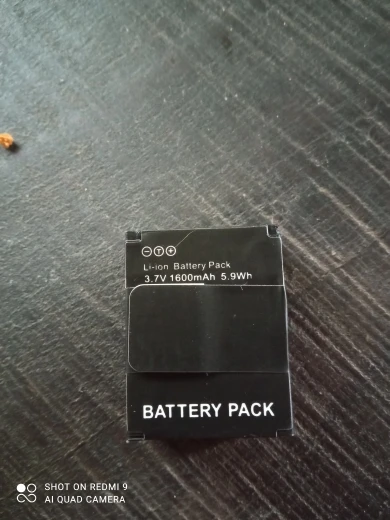 ⊖Ⓣ⊕
Li-ion Battery Pack
3.7V 1600mAh 5.9Wh
BATTERY PACK
SHOT ON REDMI 9
AI QUAD CAMERA